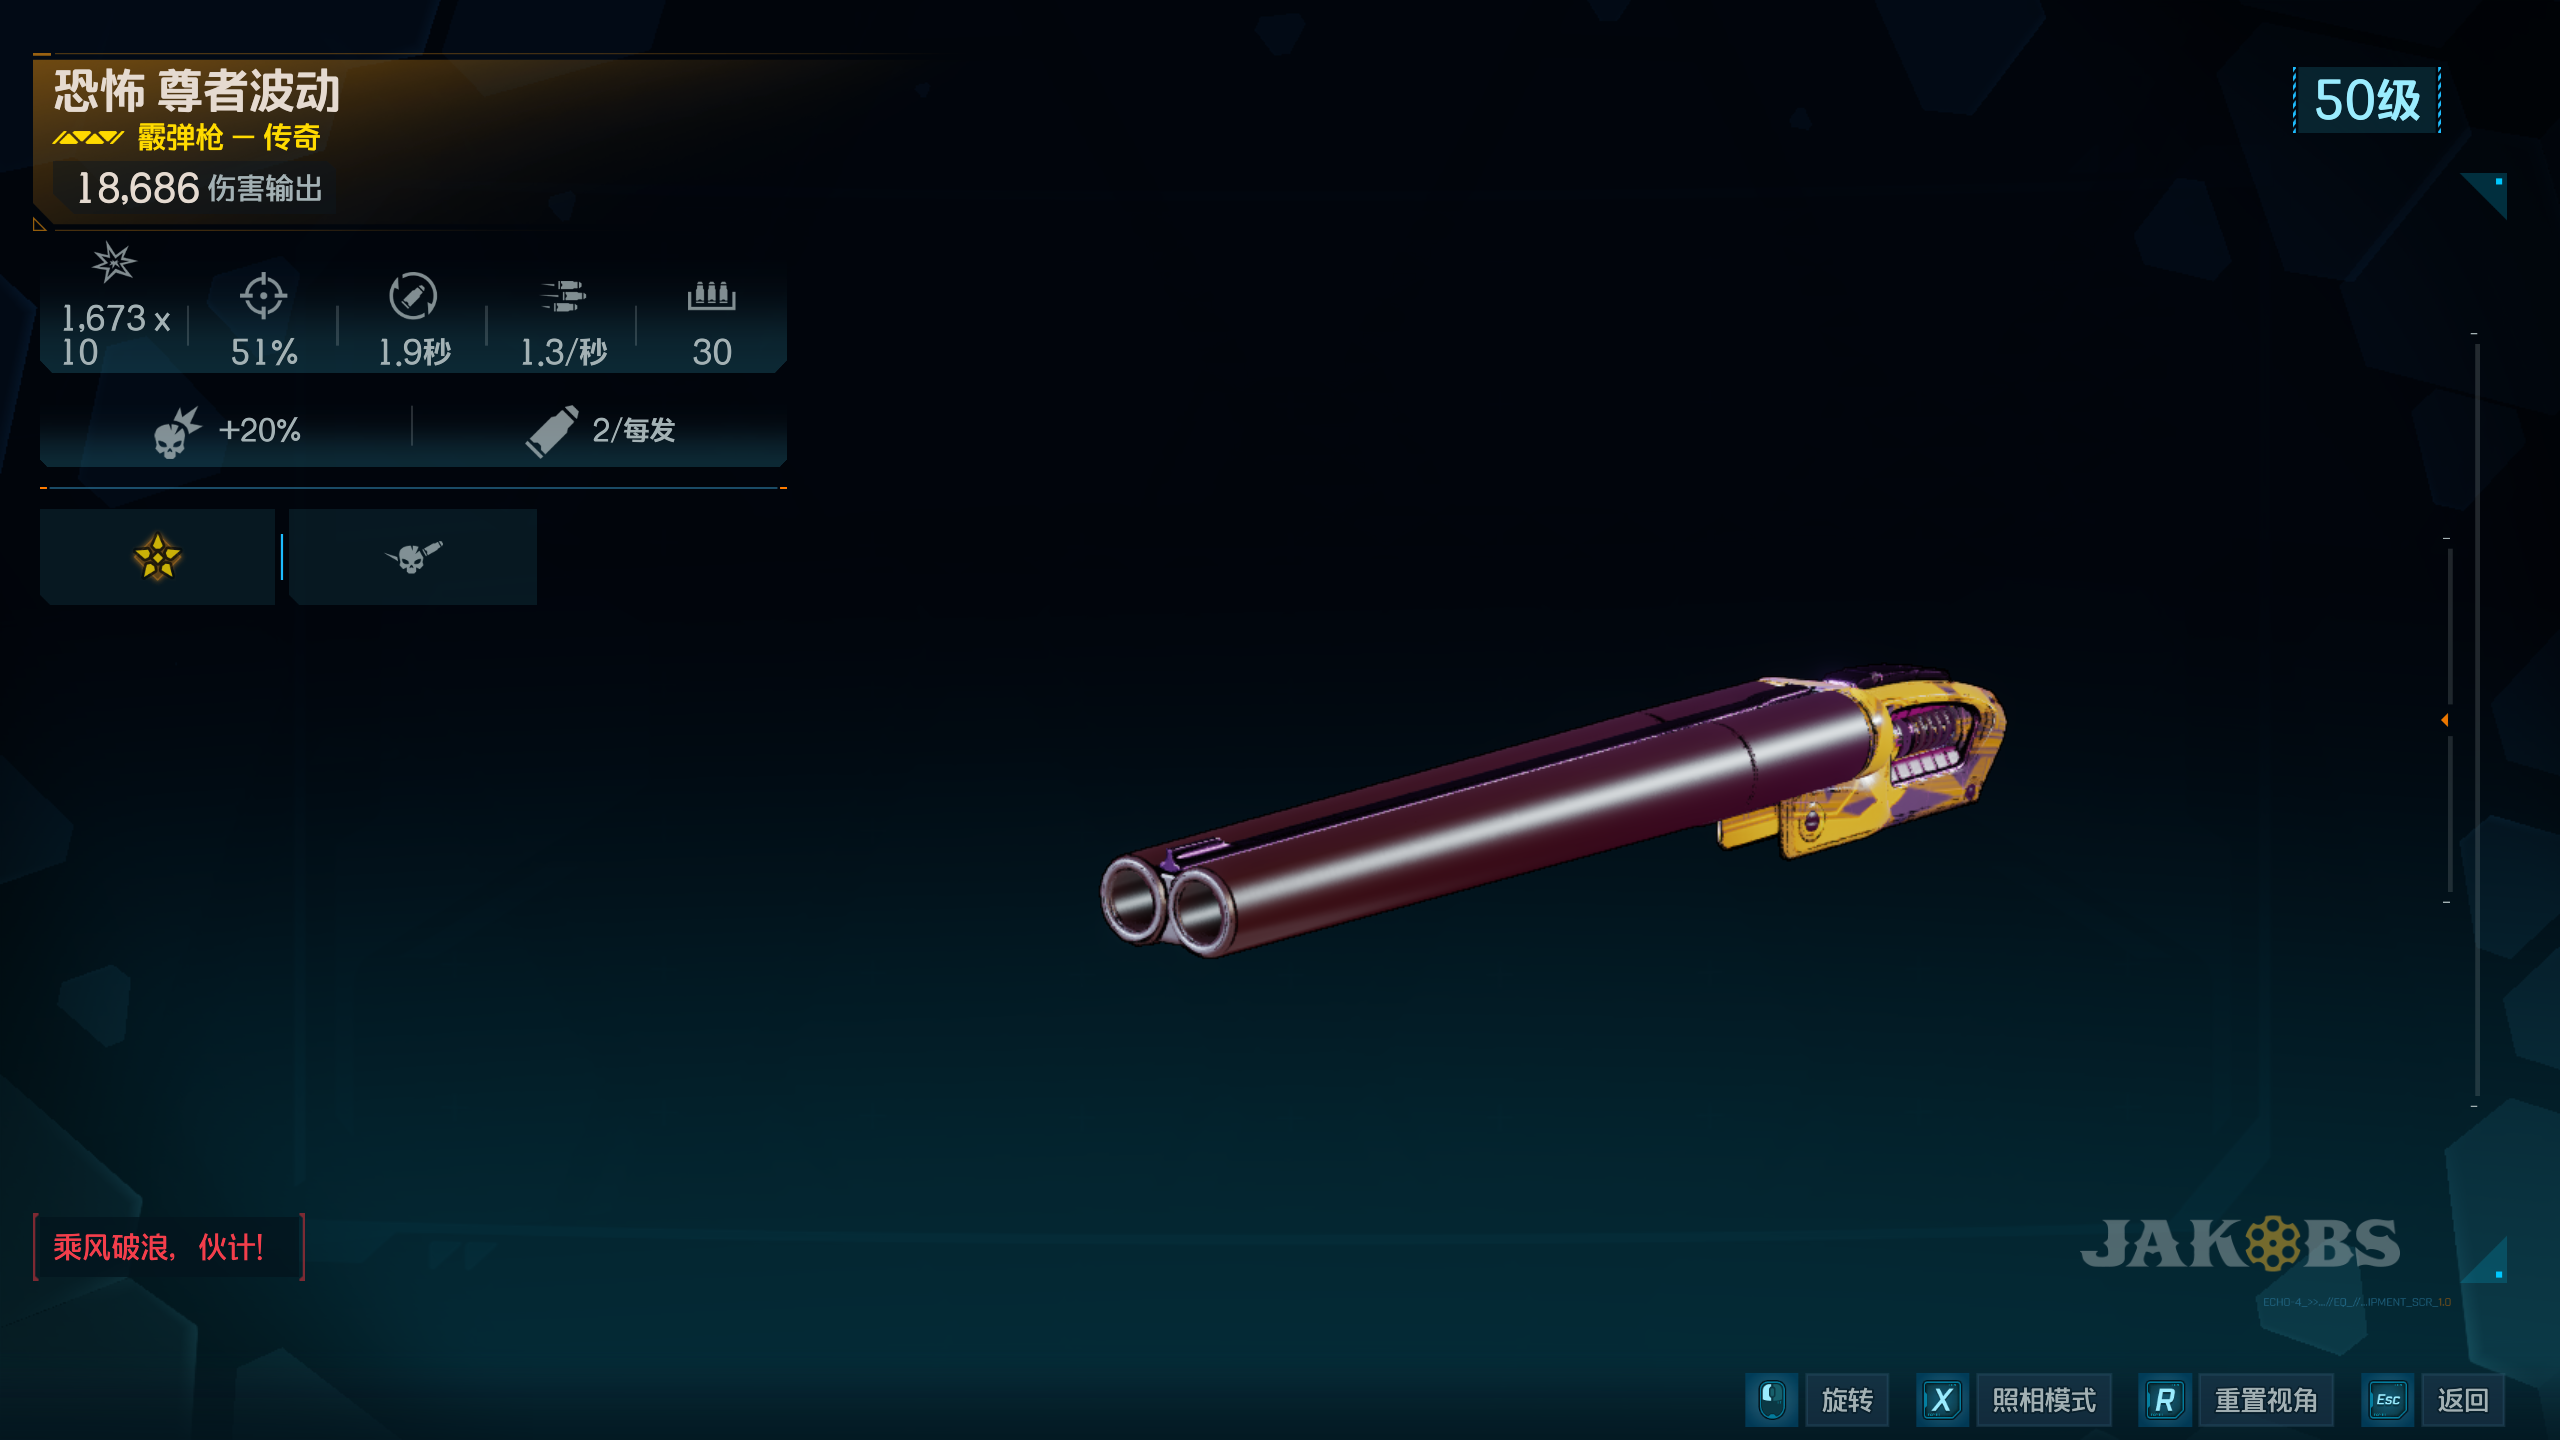 恐怖 尊者波动
霰弹枪 — 传奇
18,686 伤害输出
50级
1,673 x
10
51%
1.9秒
1.3/秒
30
+20%
2/每发
乘风破浪，伙计！
JAKOBS
ECHO-4_>>...//EQ_//...IPMENT_SCR_1.0
旋转
X 照相模式
R 重置视角
Esc 返回